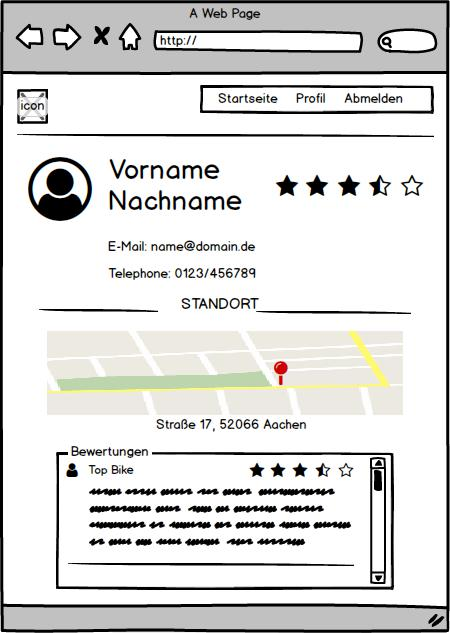 A Web Page
http://
icon
Startseite Profil Abmelden
Vorname
Nachname
E-Mail: name@domain.de
Telephone: 0123/456789
STANDORT
Straße 17, 52066 Aachen
Bewertungen
Top Bike